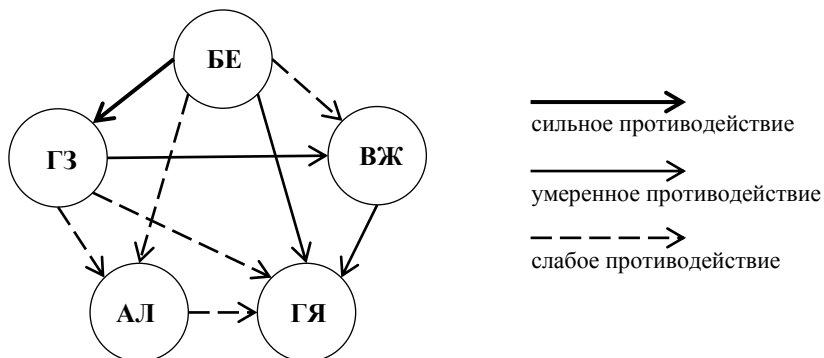 БЕ
ГЗ
ВЖ
АЛ
ГЯ
сильное противодействие
умеренное противодействие
слабое противодействие